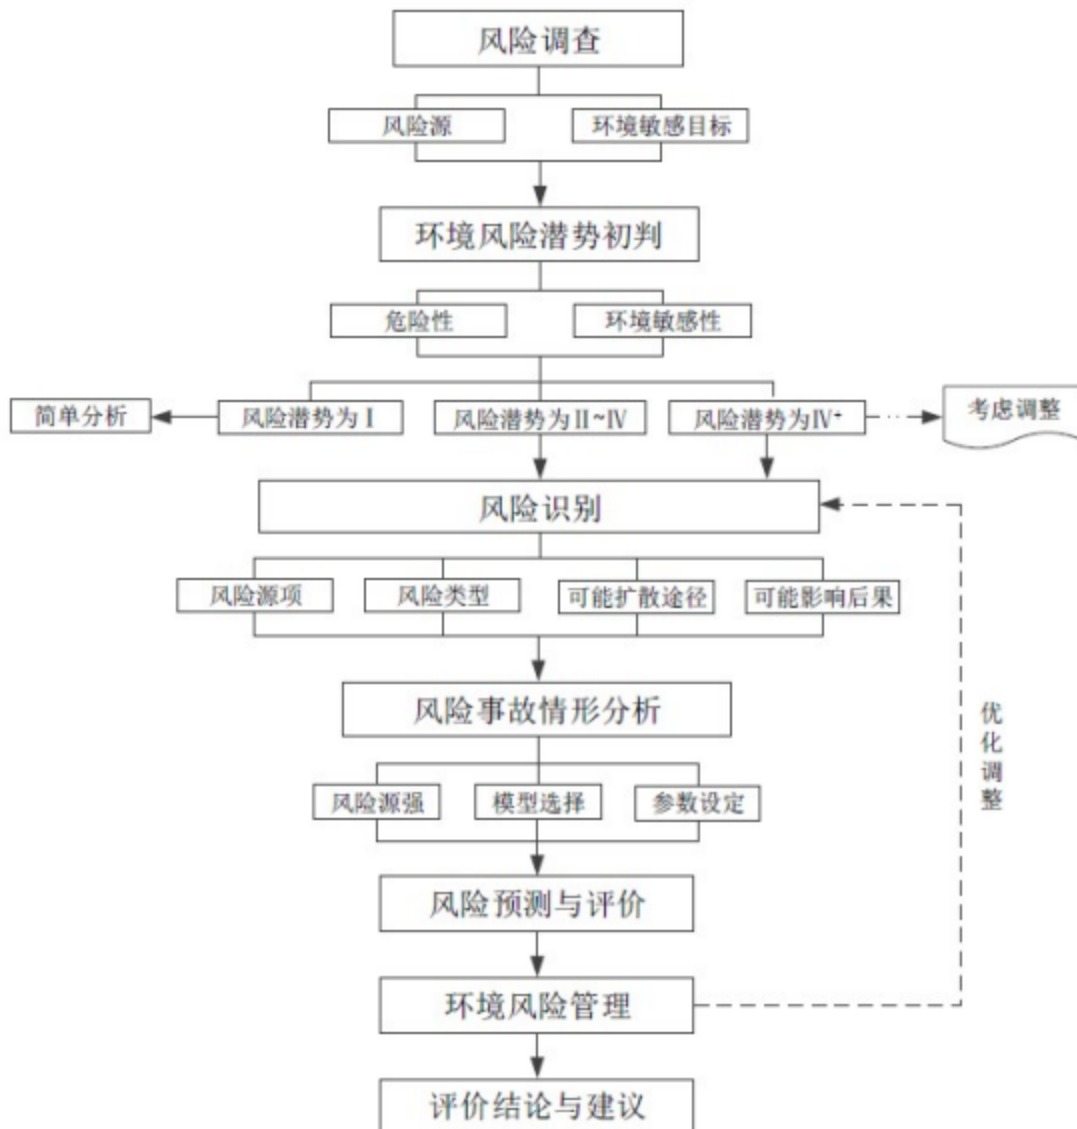 风险调查
风险源
环境敏感目标
环境风险潜势初判
危险性
环境敏感性
简单分析
风险潜势为Ⅰ
风险潜势为Ⅱ~Ⅳ
风险潜势为Ⅳ⁺
考虑调整
风险识别
风险源项
风险类型
可能扩散途径
可能影响后果
风险事故情形分析
风险源强
模型选择
参数设定
优化调整
风险预测与评价
环境风险管理
评价结论与建议